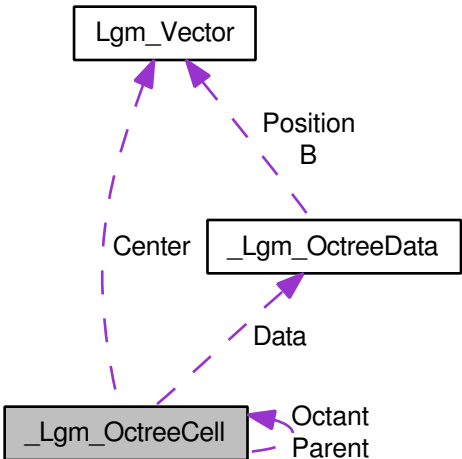 Lgm_Vector
Position
B
Center
_Lgm_OctreeData
Data
_Lgm_OctreeCell
Octant
Parent